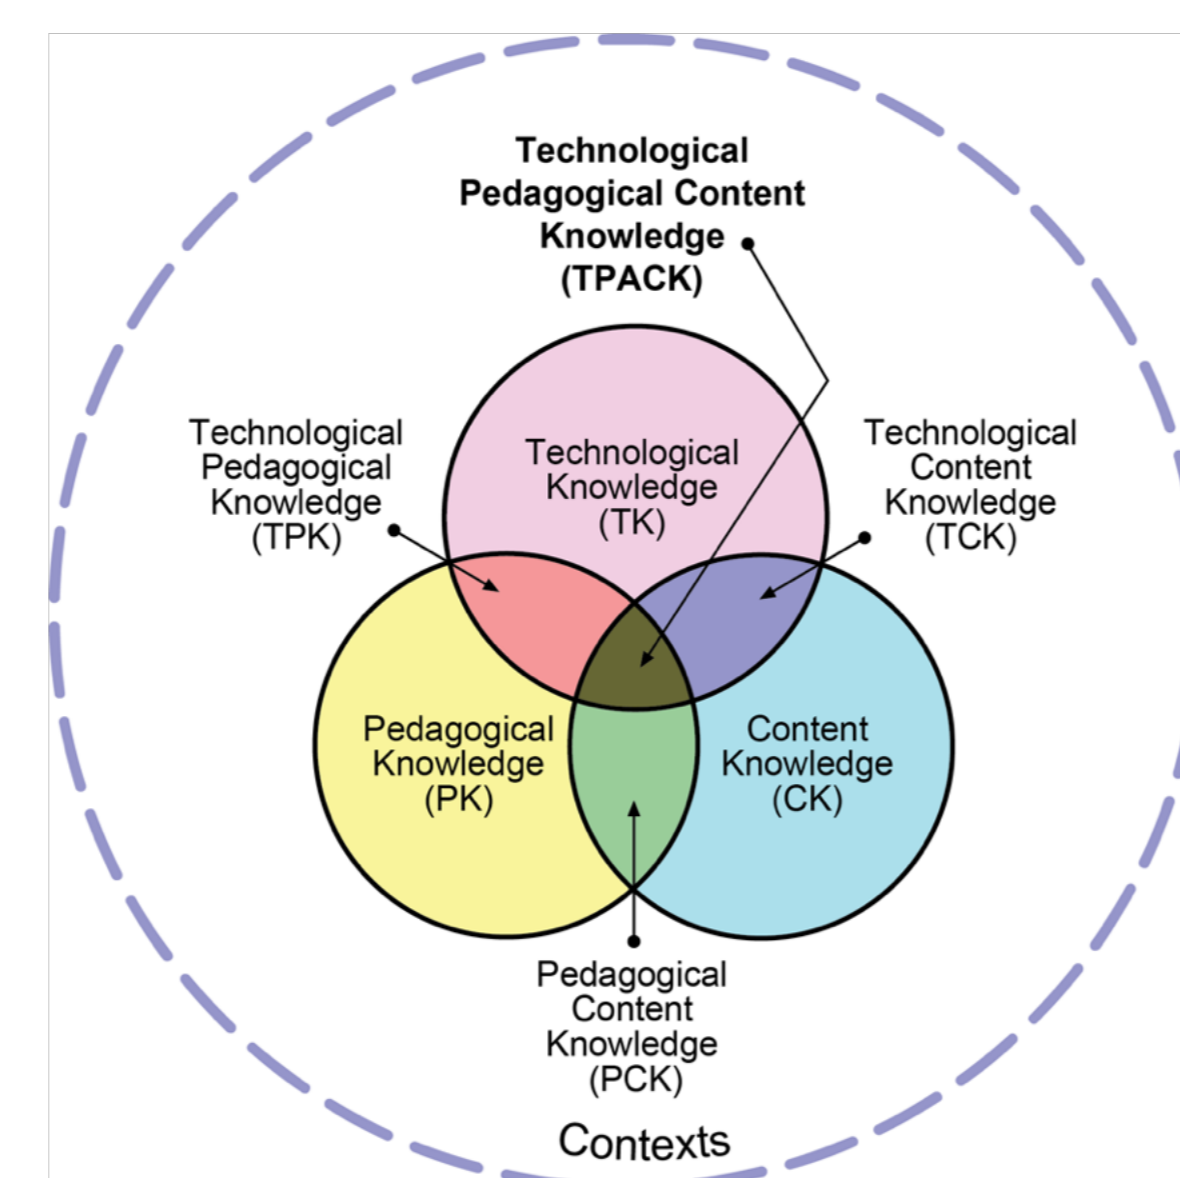 Technological
Pedagogical Content
Knowledge
(TPACK)
Technological
Pedagogical
Knowledge
(TPK)
Technological
Knowledge
(TK)
Technological
Content
Knowledge
(TCK)
Pedagogical
Knowledge
(PK)
Content
Knowledge
(CK)
Pedagogical
Content
Knowledge
(PCK)
Contexts